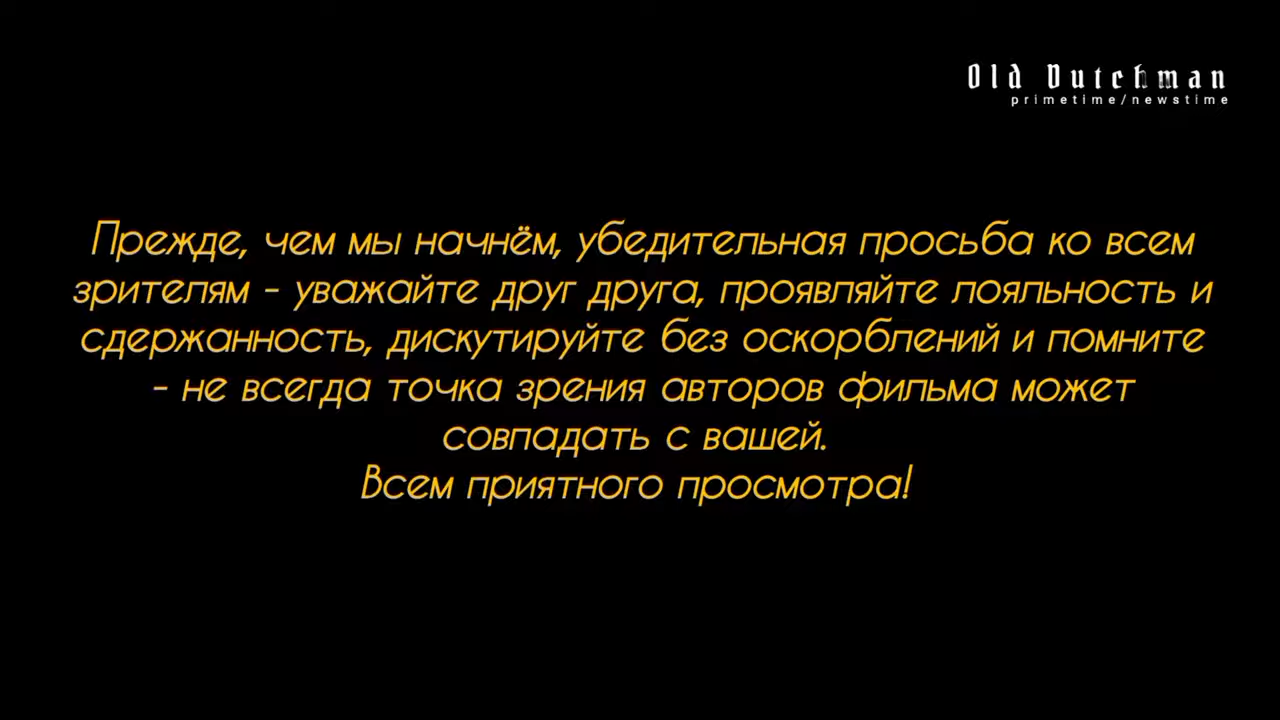 Old Dutchman
primetime/newstime
Прежде, чем мы начнём, убедительная просьба ко всем
зрителям - уважайте друг друга, проявляйте лояльность и
сдержанность, дискутируйте без оскорблений и помните
- не всегда точка зрения авторов фильма может
совпадать с вашей.
Всем приятного просмотра!